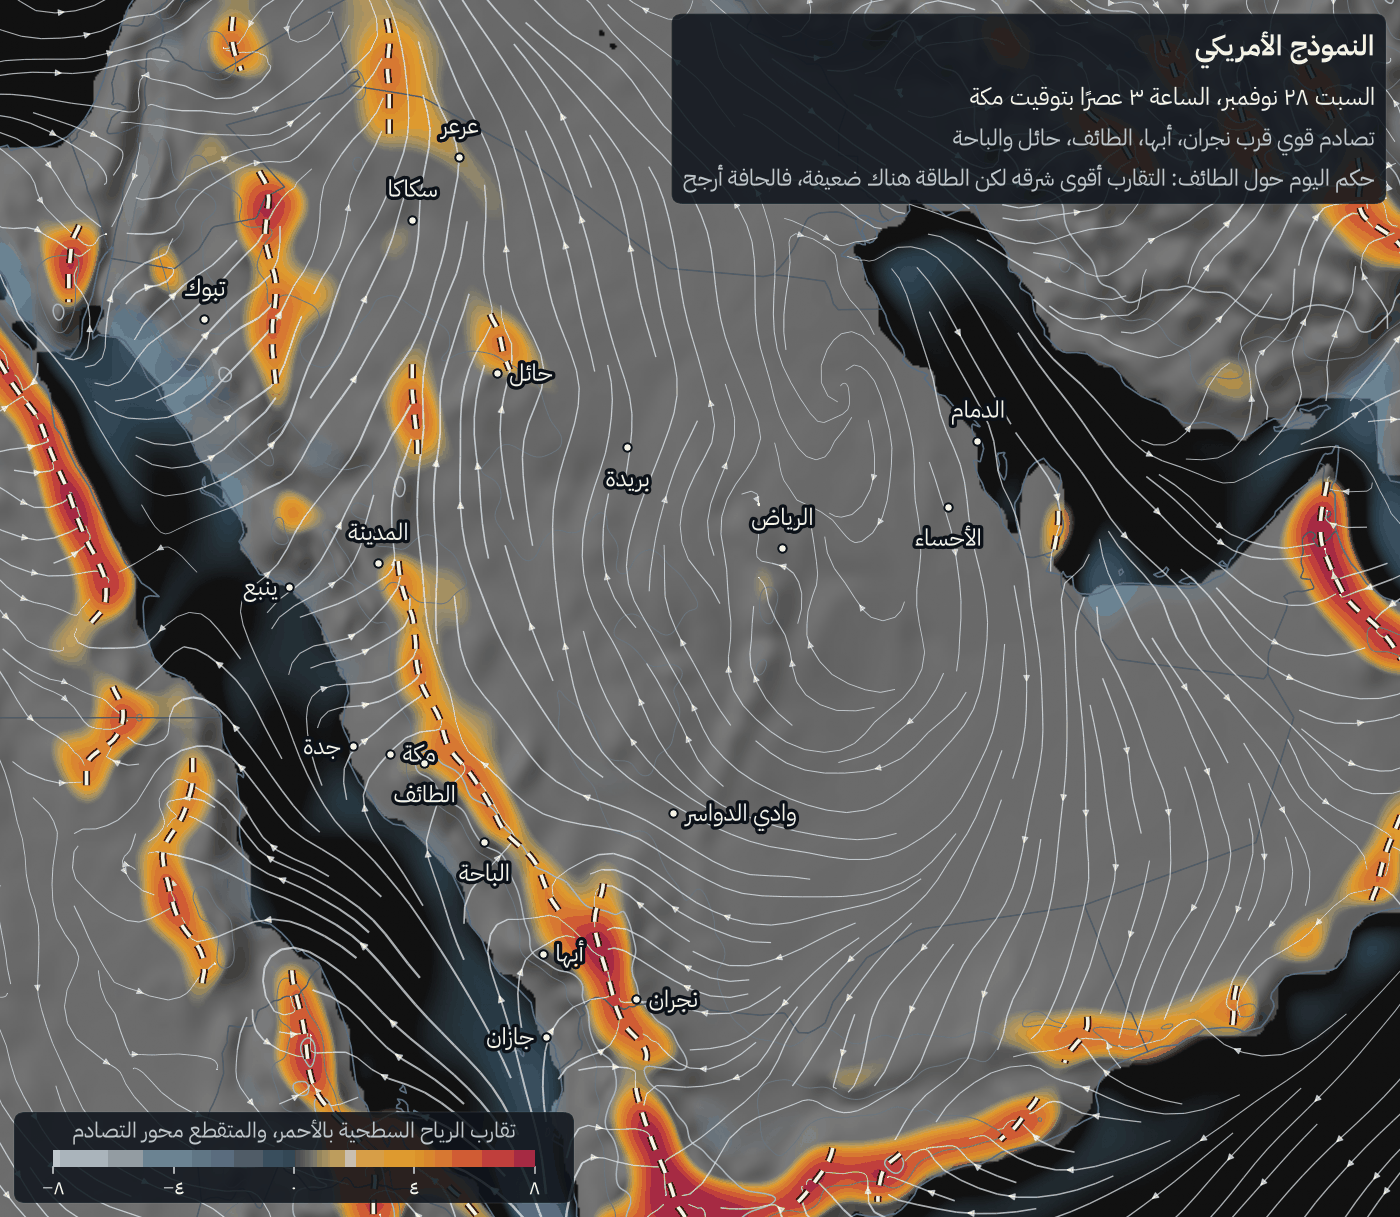 النموذج الأمريكي
السبت ٢٨ نوفمبر، الساعة ٣ عصرًا بتوقيت مكة
تصادم قوي قرب نجران، أبها، الطائف، حائل والباحة
حكم اليوم حول الطائف: التقارب أقوى شرقه لكن الطاقة هناك ضعيفة، فالحافة أرجح
عرعر
سكاكا
تبوك
حائل
الدمام
بريدة
الرياض
الأحساء
المدينة
ينبع
جدة
مكة
الطائف
وادي الدواسر
الباحة
أبها
نجران
جازان
تقارب الرياح السطحية بالأحمر، والمتقطع محور التصادم
−٨ −٤ ٠ ٤ ٨